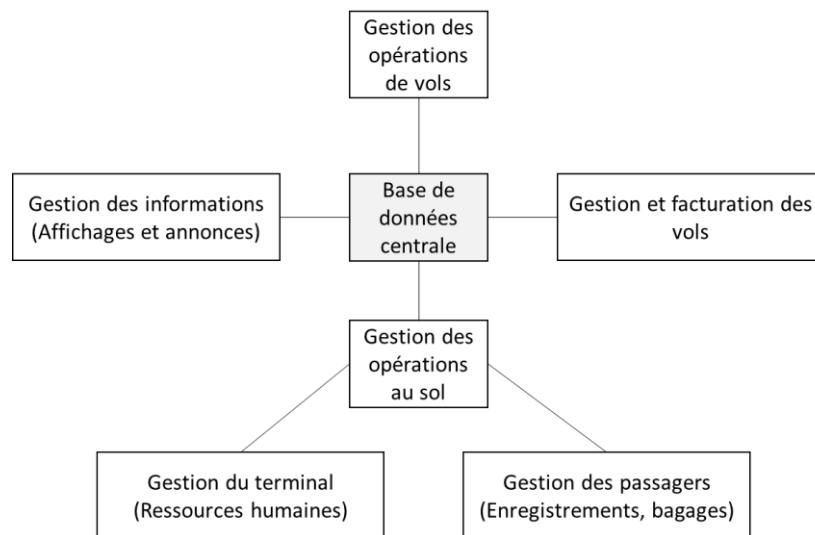 Gestion des
opérations
de vols
Gestion des informations
(Affichages et annonces)
Base de
données
centrale
Gestion et facturation des
vols
Gestion des
opérations
au sol
Gestion du terminal
(Ressources humaines)
Gestion des passagers
(Enregistrements, bagages)